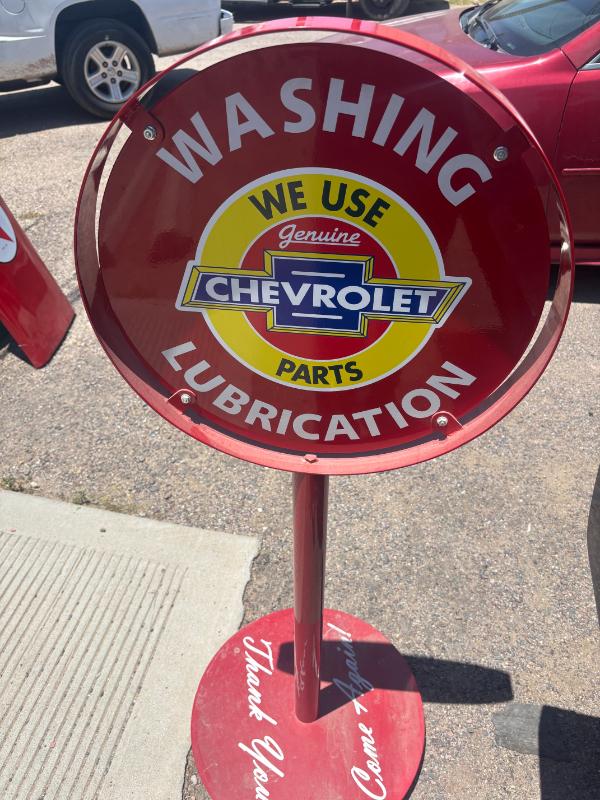 WASHING
WE USE
Genuine
CHEVROLET
PARTS
LUBRICATION
Thank You
Come Again!